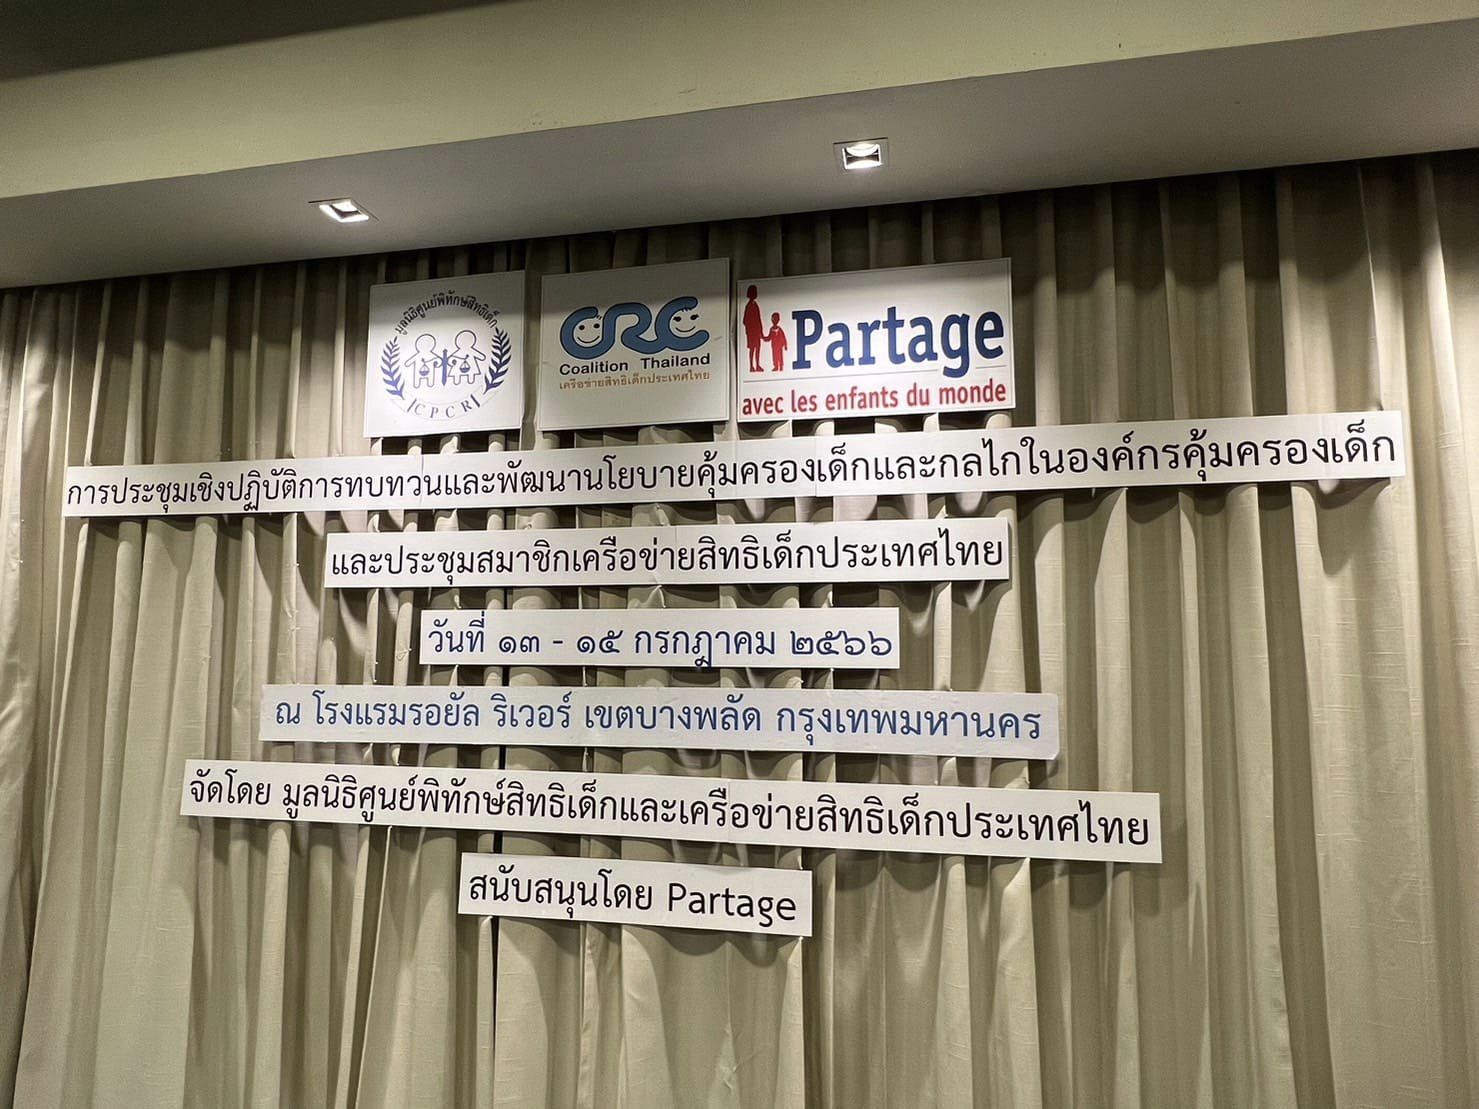 มูลนิธิศูนย์พิทักษ์สิทธิเด็ก
CPCR
CRC
Coalition Thailand
เครือข่ายสิทธิเด็กประเทศไทย
Partage
avec les enfants du monde
การประชุมเชิงปฏิบัติการทบทวนและพัฒนานโยบายคุ้มครองเด็กและกลไกในองค์กรคุ้มครองเด็ก
และประชุมสมาชิกเครือข่ายสิทธิเด็กประเทศไทย
วันที่ ๑๓ - ๑๕ กรกฎาคม ๒๕๖๖
ณ โรงแรมรอยัล ริเวอร์ เขตบางพลัด กรุงเทพมหานคร
จัดโดย มูลนิธิศูนย์พิทักษ์สิทธิเด็กและเครือข่ายสิทธิเด็กประเทศไทย
สนับสนุนโดย Partage